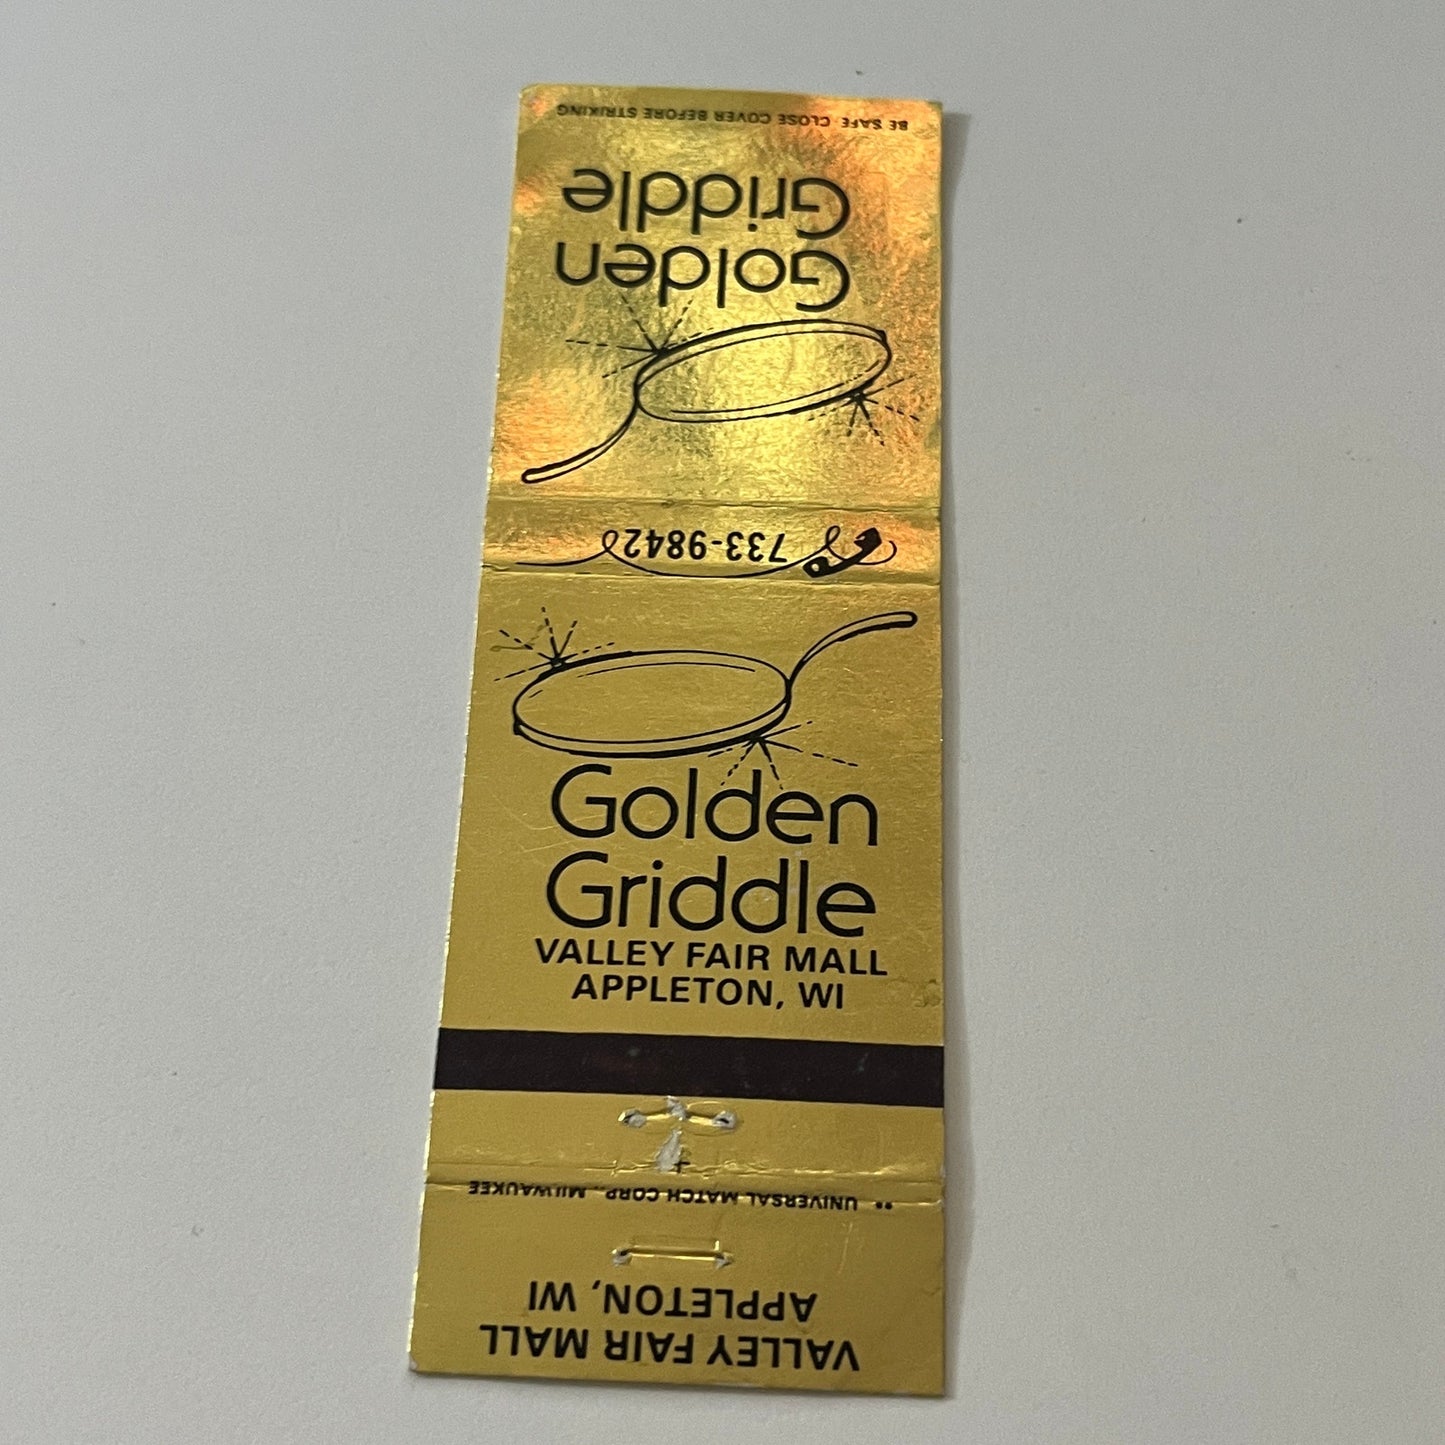 BE SAFE. CLOSE COVER BEFORE STRIKING
Golden
Griddle
733-9842
Golden
Griddle
VALLEY FAIR MALL
APPLETON, WI
UNIVERSAL MATCH CORP., MILWAUKEE
VALLEY FAIR MALL
APPLETON, WI